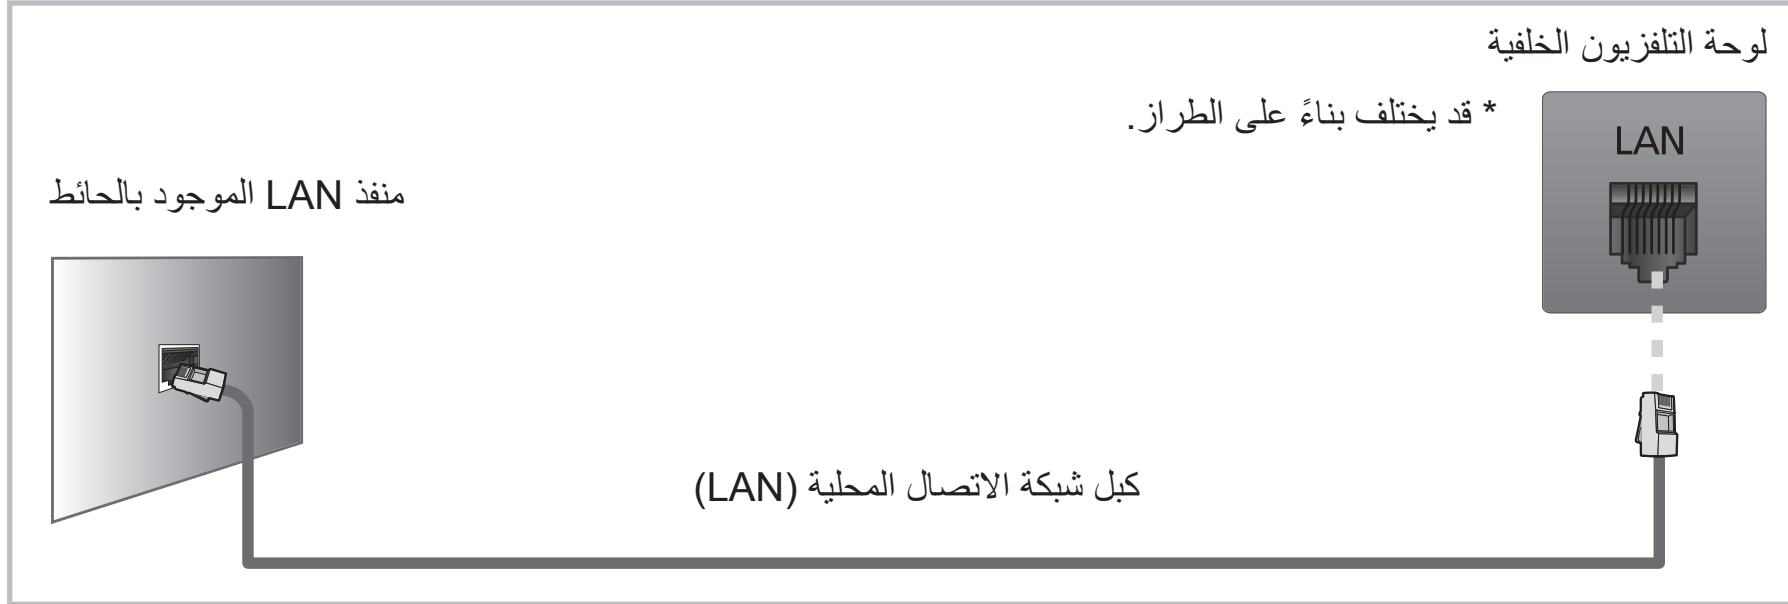 لوحة التلفزيون الخلفية
* قد يختلف بناءً على الطراز.
LAN
منفذ LAN الموجود بالحائط
كبل شبكة الاتصال المحلية (LAN)